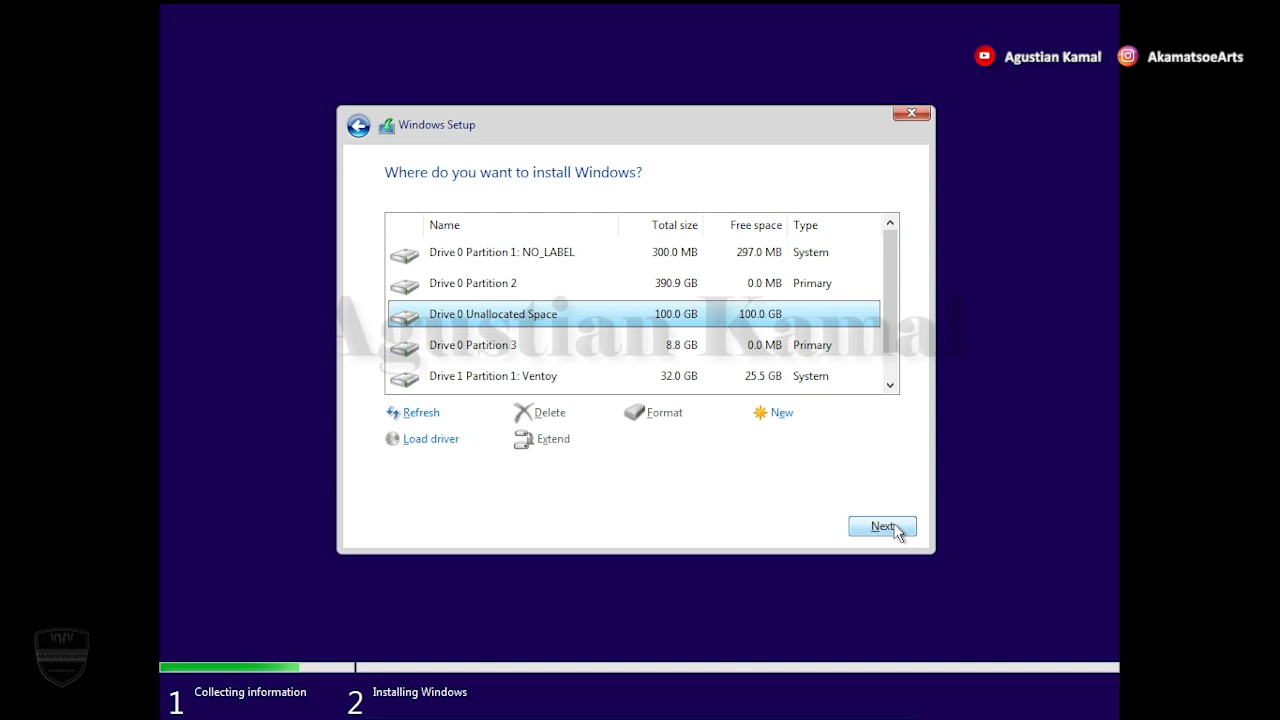 Agustian Kamal AkamatsoeArts
Windows Setup
Where do you want to install Windows?
Name Total size Free space Type
Drive 0 Partition 1: NO_LABEL 300.0 MB 297.0 MB System
Drive 0 Partition 2 390.9 GB 0.0 MB Primary
Drive 0 Unallocated Space 100.0 GB 100.0 GB
Agustian Kamal
Drive 0 Partition 3 8.8 GB 0.0 MB Primary
Drive 1 Partition 1: Ventoy 32.0 GB 25.5 GB System
Refresh Delete Format New
Load driver Extend
Next
1 Collecting information 2 Installing Windows